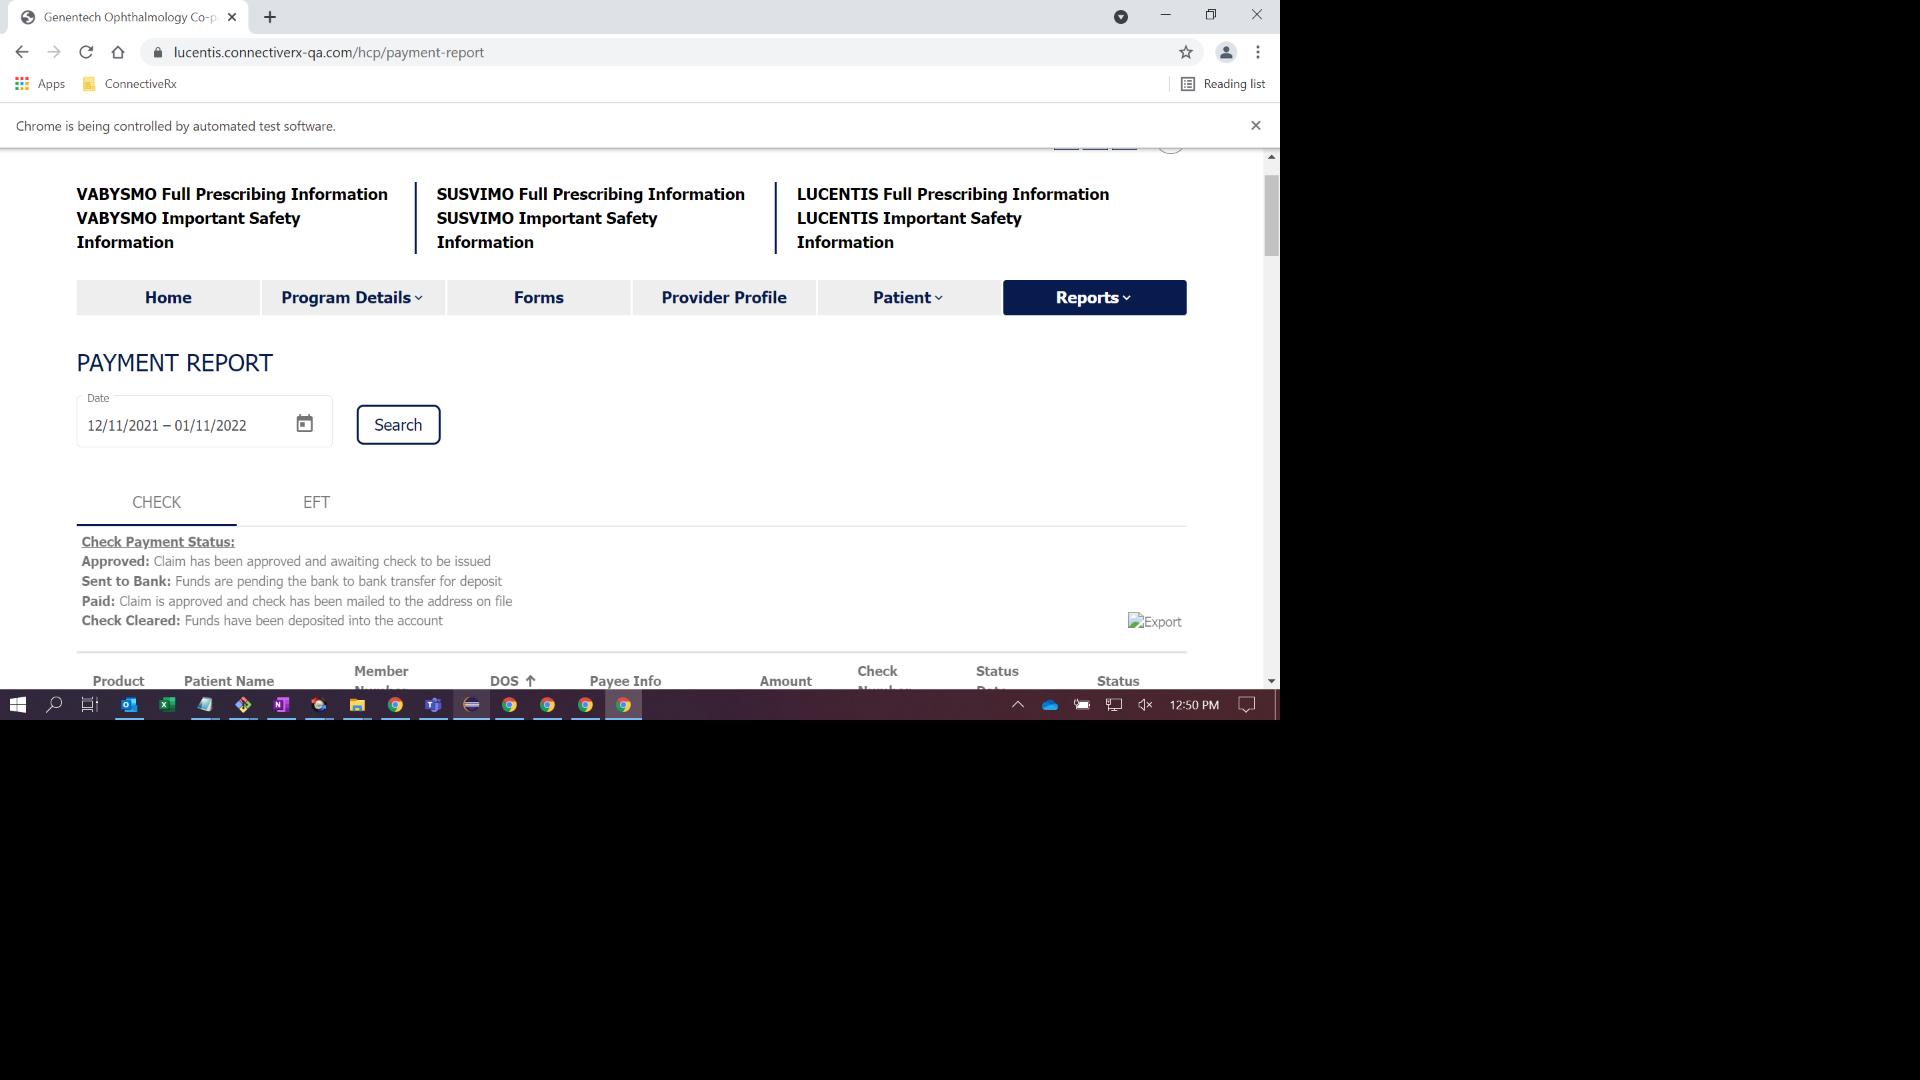 Genentech Ophthalmology Co-p
lucentis.connectiverx-qa.com/hcp/payment-report
Apps
ConnectiveRx
Reading list
Chrome is being controlled by automated test software.
VABYSMO Full Prescribing Information
VABYSMO Important Safety
Information
SUSVIMO Full Prescribing Information
SUSVIMO Important Safety
Information
LUCENTIS Full Prescribing Information
LUCENTIS Important Safety
Information
Home
Program Details
Forms
Provider Profile
Patient
Reports
PAYMENT REPORT
Date
12/11/2021 – 01/11/2022
Search
CHECK
EFT
Check Payment Status:
Approved: Claim has been approved and awaiting check to be issued
Sent to Bank: Funds are pending the bank to bank transfer for deposit
Paid: Claim is approved and check has been mailed to the address on file
Check Cleared: Funds have been deposited into the account
Export
Product
Patient Name
Member
DOS ↑
Payee Info
Amount
Check
Status
Status
12:50 PM